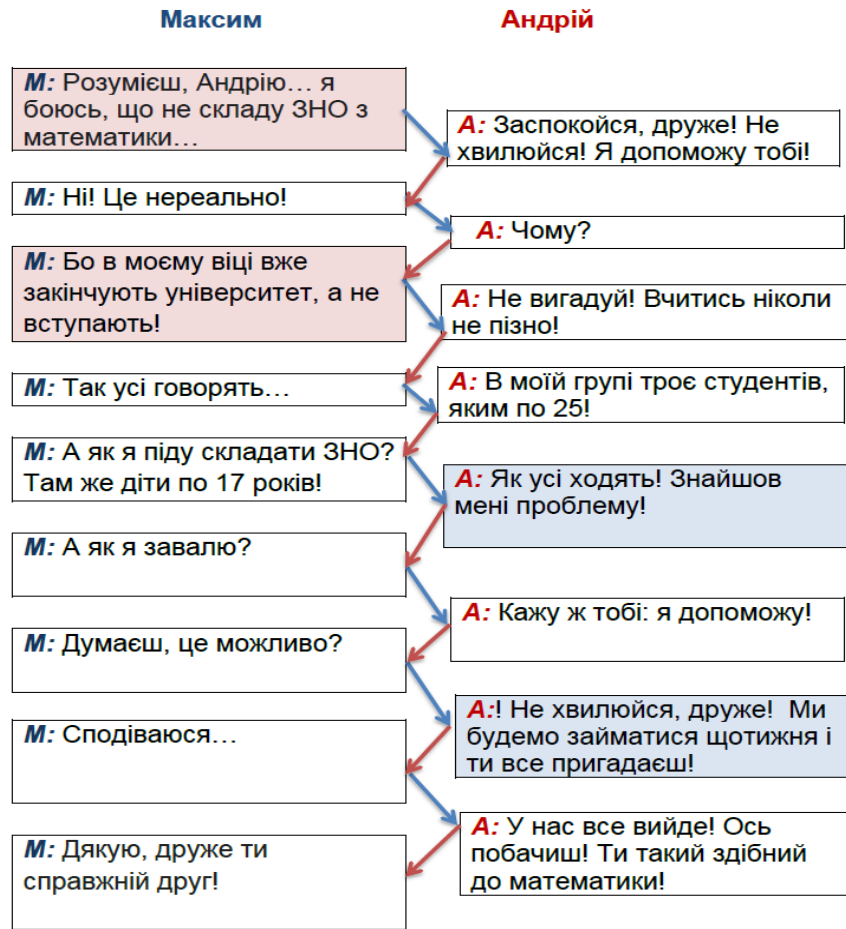 Максим
Андрій
М: Розумієш, Андрію… я
боюсь, що не складу ЗНО з
математики…
А: Заспокойся, друже! Не
хвилюйся! Я допоможу тобі!
М: Ні! Це нереально!
А: Чому?
М: Бо в моєму віці вже
закінчують університет, а не
вступають!
А: Не вигадуй! Вчитись ніколи
не пізно!
М: Так усі говорять…
А: В моїй групі троє студентів,
яким по 25!
М: А як я піду складати ЗНО?
Там же діти по 17 років!
А: Як усі ходять! Знайшов
мені проблему!
М: А як я завалю?
А: Кажу ж тобі: я допоможу!
М: Думаєш, це можливо?
А:! Не хвилюйся, друже! Ми
будемо займатися щотижня і
ти все пригадаєш!
М: Сподіваюся…
А: У нас все вийде! Ось
побачиш! Ти такий здібний
до математики!
М: Дякую, друже ти
справжній друг!